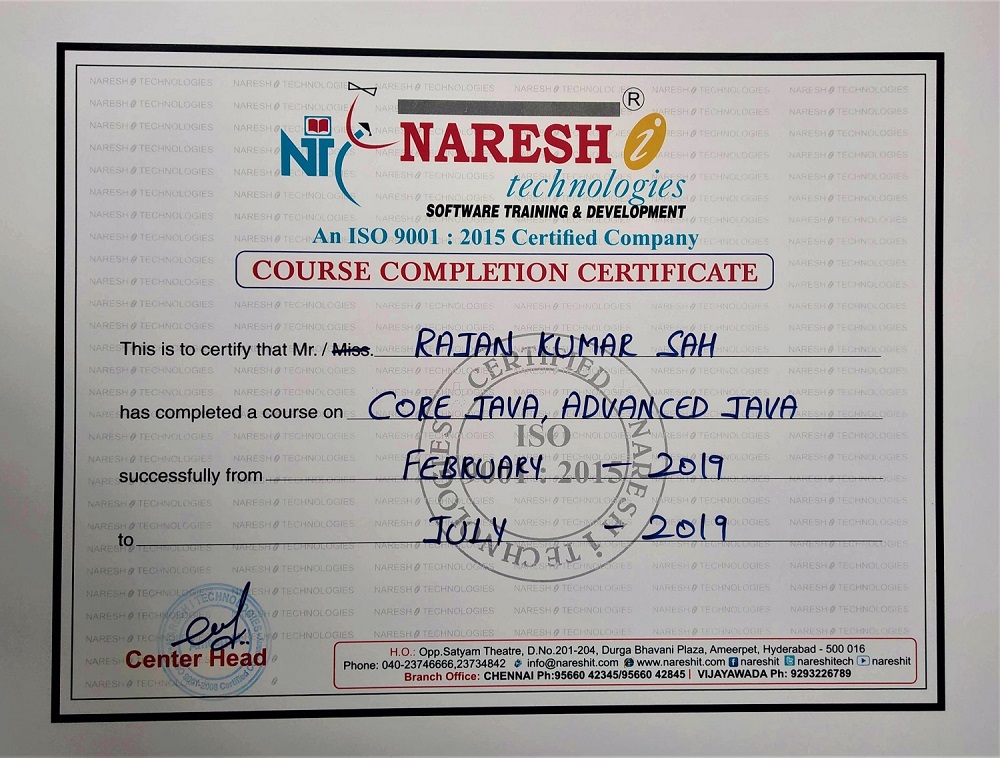 NT
NARESH i ®
technologies
SOFTWARE TRAINING & DEVELOPMENT
An ISO 9001 : 2015 Certified Company
COURSE COMPLETION CERTIFICATE
This is to certify that Mr. / Miss. RAJAN KUMAR SAH
has completed a course on CORE JAVA, ADVANCED JAVA
successfully from FEBRUARY - 2019
to JULY - 2019
CERTIFIED
ISO
9001 : 2015
NARESH i TECHNOLOGIES
Center Head
H.O.: Opp.Satyam Theatre, D.No.201-204, Durga Bhavani Plaza, Ameerpet, Hyderabad - 500 016
Phone: 040-23746666,23734842 info@nareshit.com www.nareshit.com nareshit nareshitech nareshit
Branch Office: CHENNAI Ph:95660 42345/95660 42845 | VIJAYAWADA Ph: 9293226789